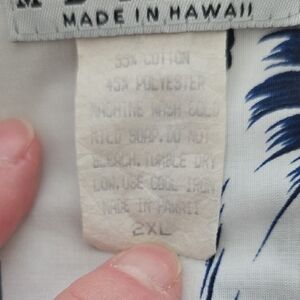 MADE IN HAWAII
55% COTTON
45% POLYESTER
MACHINE WASH COLD
MILD SOAP. DO NOT
BLEACH. TUMBLE DRY
LOW. USE COOL IRON
MADE IN HAWAII
2XL